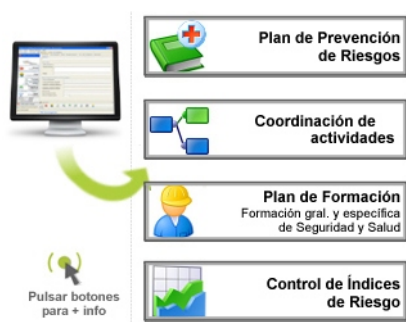 Plan de Prevención
de Riesgos
Coordinación de
actividades
Plan de Formación
Formación gral. y específica
de Seguridad y Salud
Control de Índices
de Riesgo
Pulsar botones
para + info